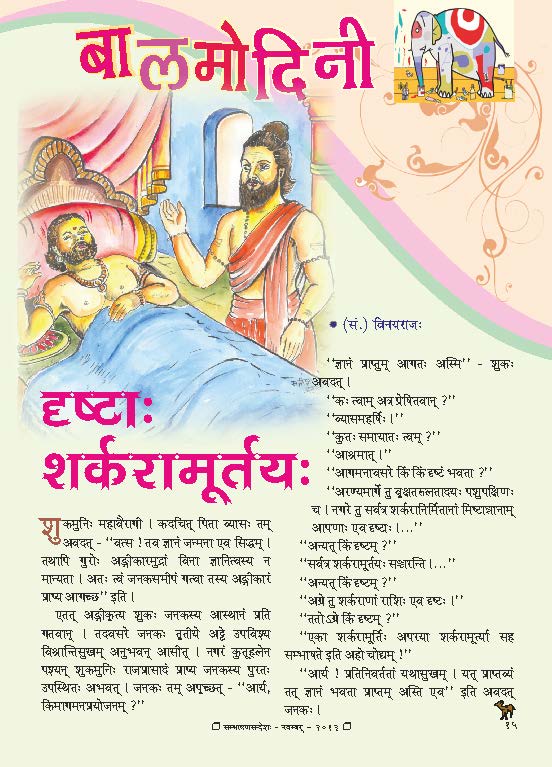 बालमोदिनी
दृष्टाः
शर्करामूर्तयः
शुकमुनिः महावैरागी । कदाचित् पिता व्यासः तम्
अवदत् - ‘‘वत्स ! तव ज्ञानं जन्मना एव सिद्धम् ।
तथापि गुरोः अङ्गीकारमुद्रां विना ज्ञानित्वस्य न
मान्यता । अतः त्वं जनकसमीपं गत्वा तस्य अङ्गीकारं
प्राप्य आगच्छ’’ इति ।
एतत् अङ्गीकृत्य शुकः जनकस्य आस्थानं प्रति
गतवान् । तदवसरे जनकः तृतीये अट्टे उपविश्य
विश्रान्तिसुखम् अनुभवन् आसीत् । नगरं कुतूहलेन
पश्यन् शुकमुनिः राजप्रासादं प्राप्य जनकस्य पुरतः
उपस्थितः अभवत् । जनकः तम् अपृच्छत् - ‘‘आर्य,
किमागमनप्रयोजनम् ?’’
• (सं.) विनयराजः
‘‘ज्ञानं प्राप्तुम् आगतः अस्मि’’ - शुकः
अवदत् ।
‘‘कः त्वाम् अत्र प्रेषितवान् ?’’
‘‘व्यासमहर्षिः ।’’
‘‘कुतः समायातः त्वम् ?’’
‘‘आश्रमात् ।’’
‘‘आगमनावसरे किं किं दृष्टं भवता ?’’
‘‘अरण्यमार्गे तु वृक्षतरुलतादयः पशुपक्षिणः
च । नगरे तु सर्वत्र शर्करानिर्मितानां मिष्टान्नानाम्
आपणाः एव दृष्टाः ।...’’
‘‘अन्यत् किं दृष्टम् ?’’
‘‘सर्वत्र शर्करामूर्तयः सञ्चरन्ति ।...’’
‘‘अन्यत् किं दृष्टम् ?’’
‘‘अग्रे तु शर्कराणां राशिः एव दृष्टः ।’’
‘‘ततोऽग्रे किं दृष्टम् ?’’
‘‘एका शर्करामूर्तिः अपरया शर्करामूर्त्या सह
सम्भाषते इति अहो चोद्यम् !’’
‘‘आर्य ! प्रतिनिवर्ततां यथासुखम् । यत् प्राप्तव्यं
तत् ज्ञानं भवता प्राप्तम् अस्ति एव’’ इति अवदत्
जनकः ।
❐ सम्भाषणसन्देशः - नवम्बर् - २०१३ ❐
१५